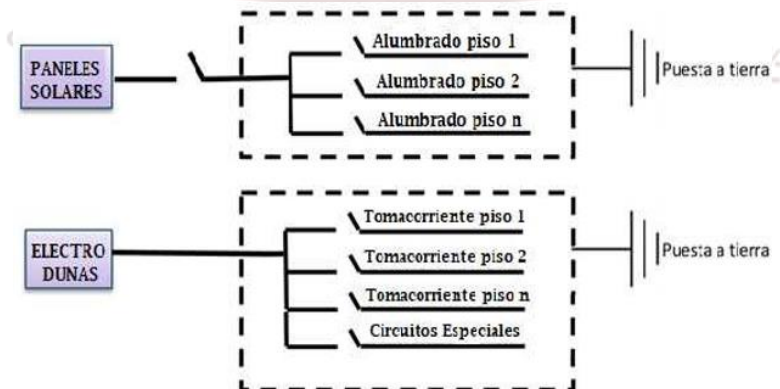 PANELES
SOLARES
Alumbrado piso 1
Alumbrado piso 2
Alumbrado piso n
Puesta a tierra
ELECTRO
DUNAS
Tomacorriente piso 1
Tomacorriente piso 2
Tomacorriente piso n
Circuitos Especiales
Puesta a tierra